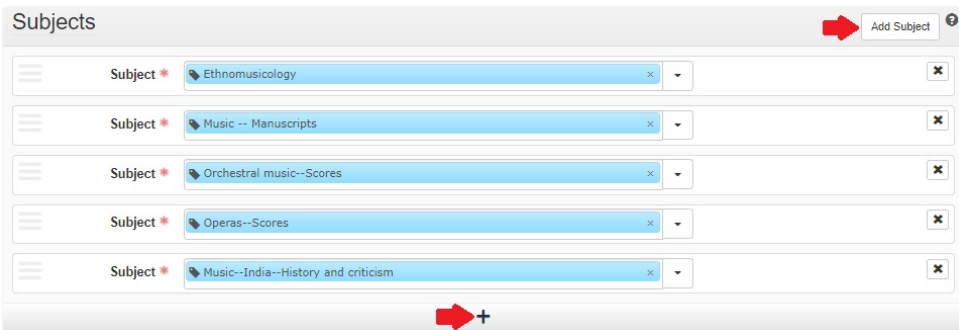 Subjects
Add Subject
Subject * Ethnomusicology ×
Subject * Music -- Manuscripts ×
Subject * Orchestral music--Scores ×
Subject * Operas--Scores ×
Subject * Music--India--History and criticism ×